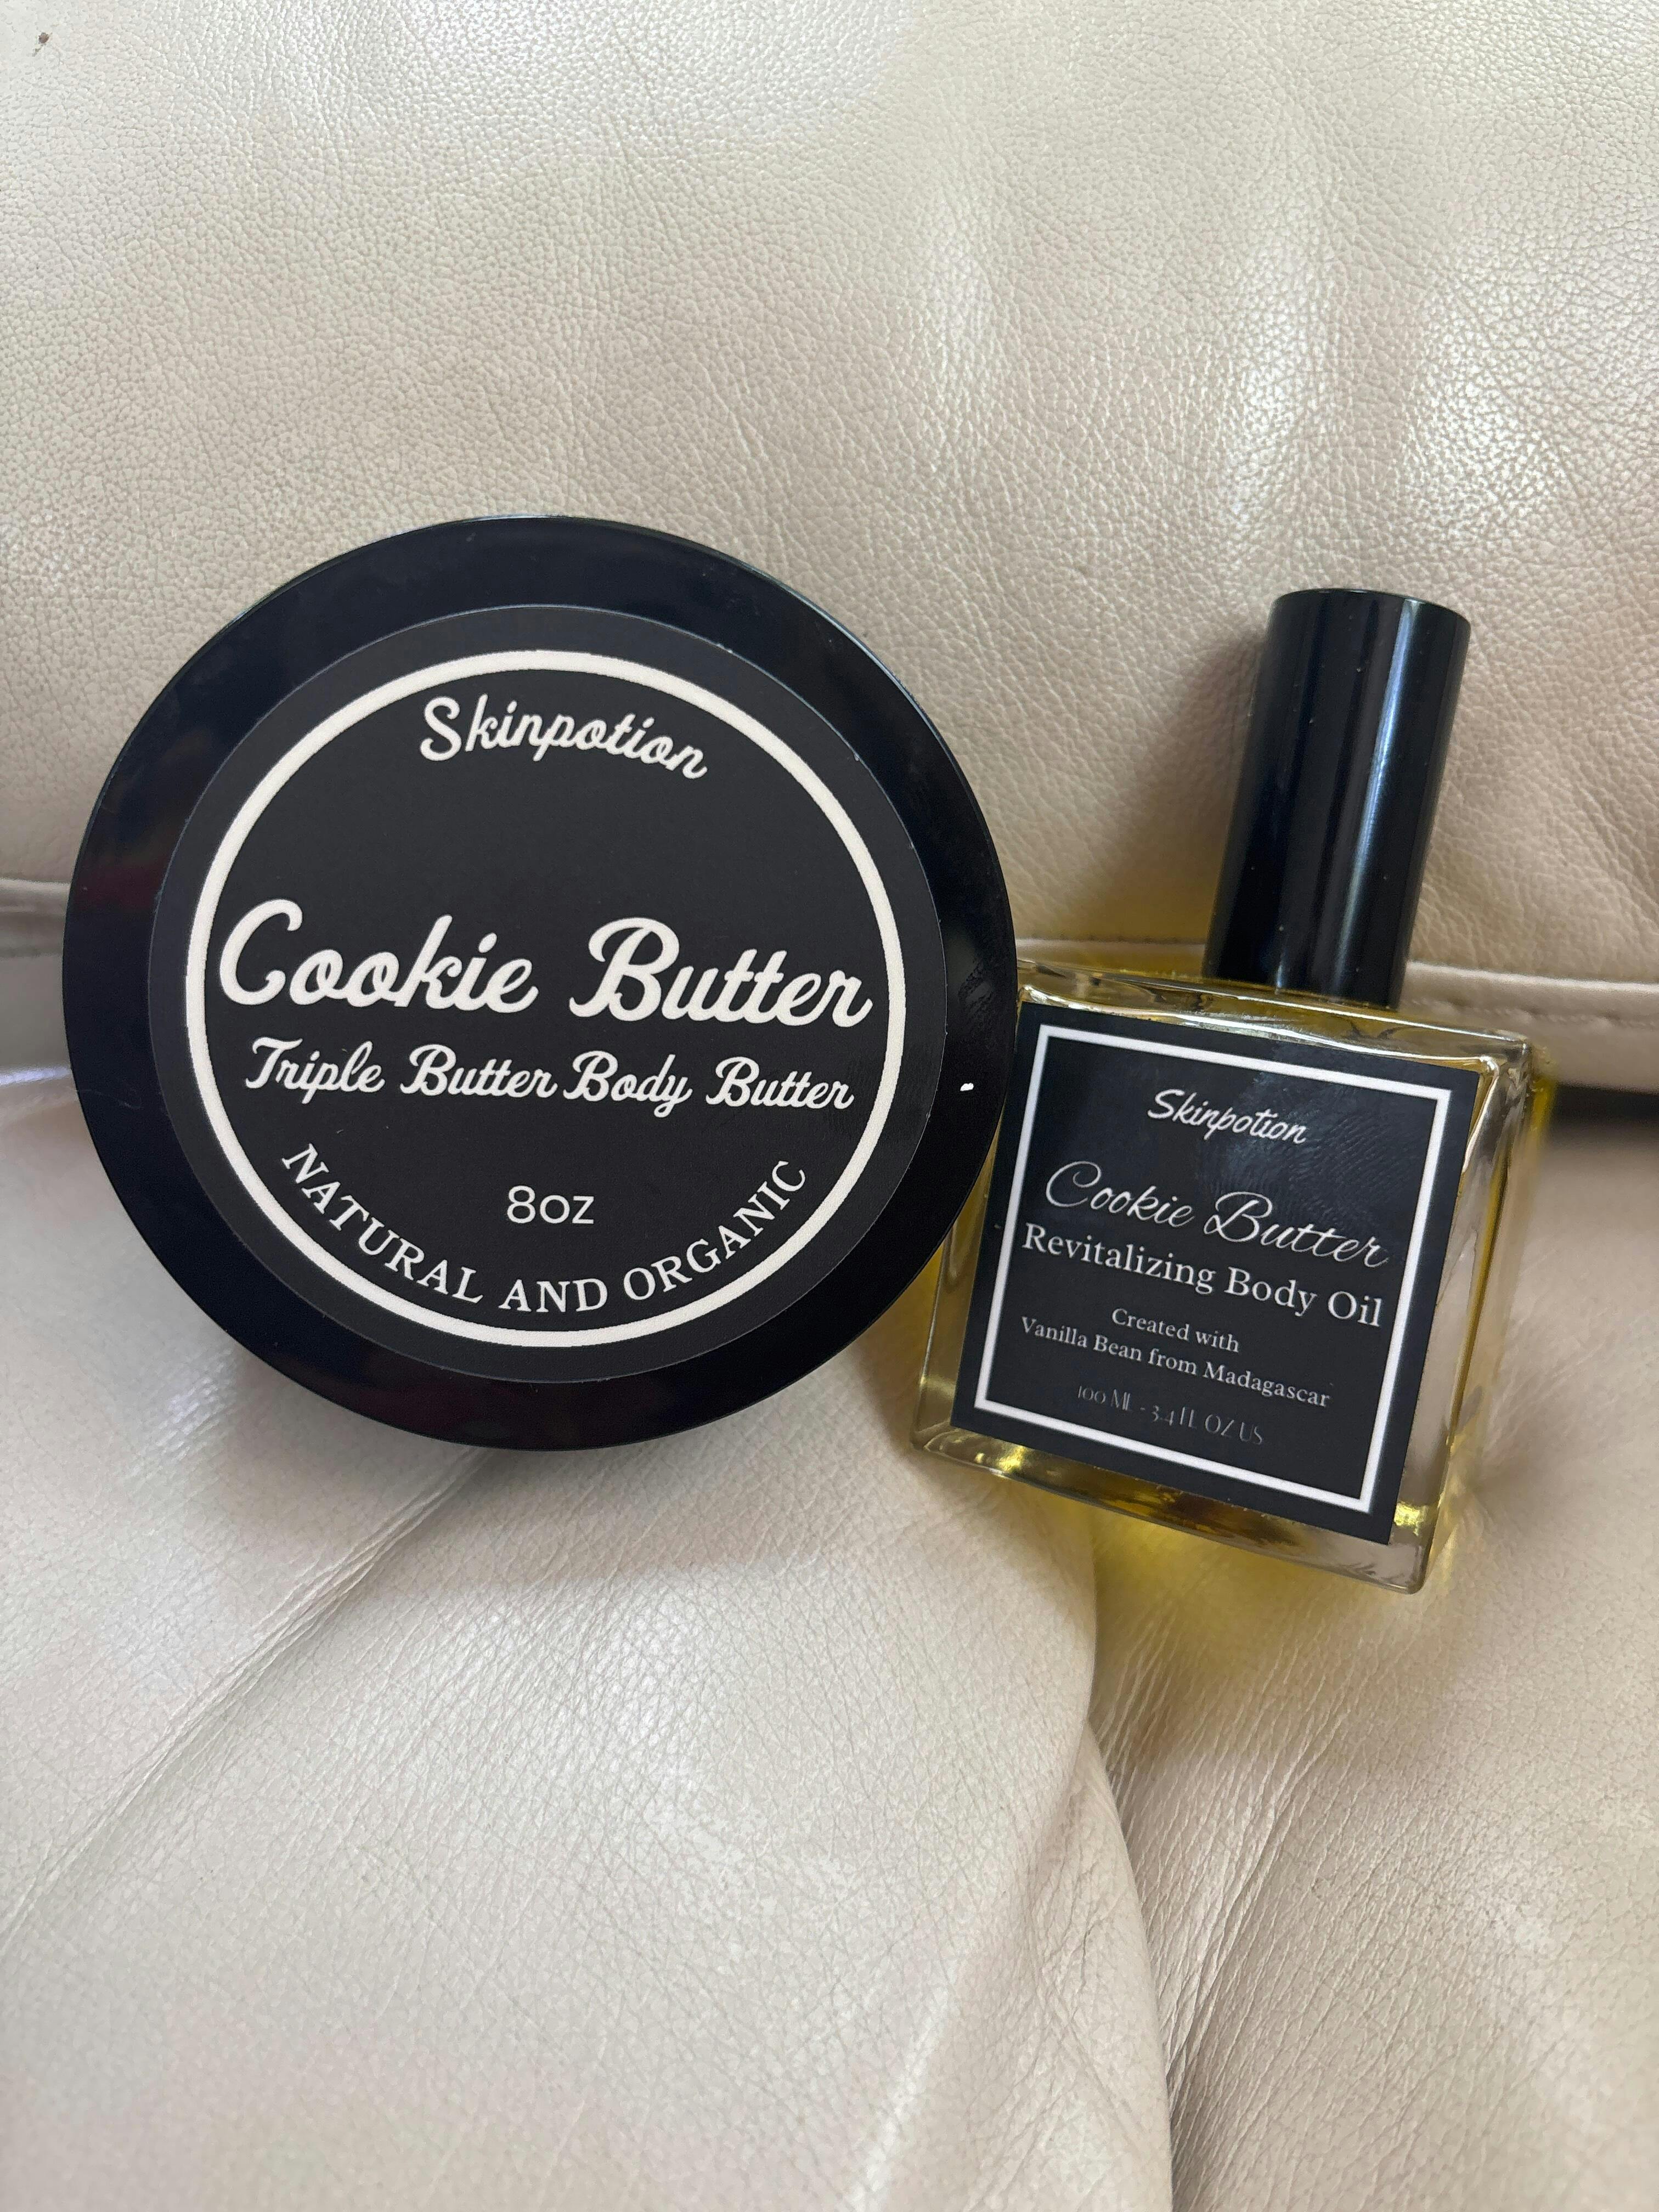 Skinpotion
Cookie Butter
Triple Butter Body Butter
8oz
NATURAL AND ORGANIC
Skinpotion
Cookie Butter
Revitalizing Body Oil
Created with
Vanilla Bean from Madagascar
100 ML - 3.4 FL OZ US